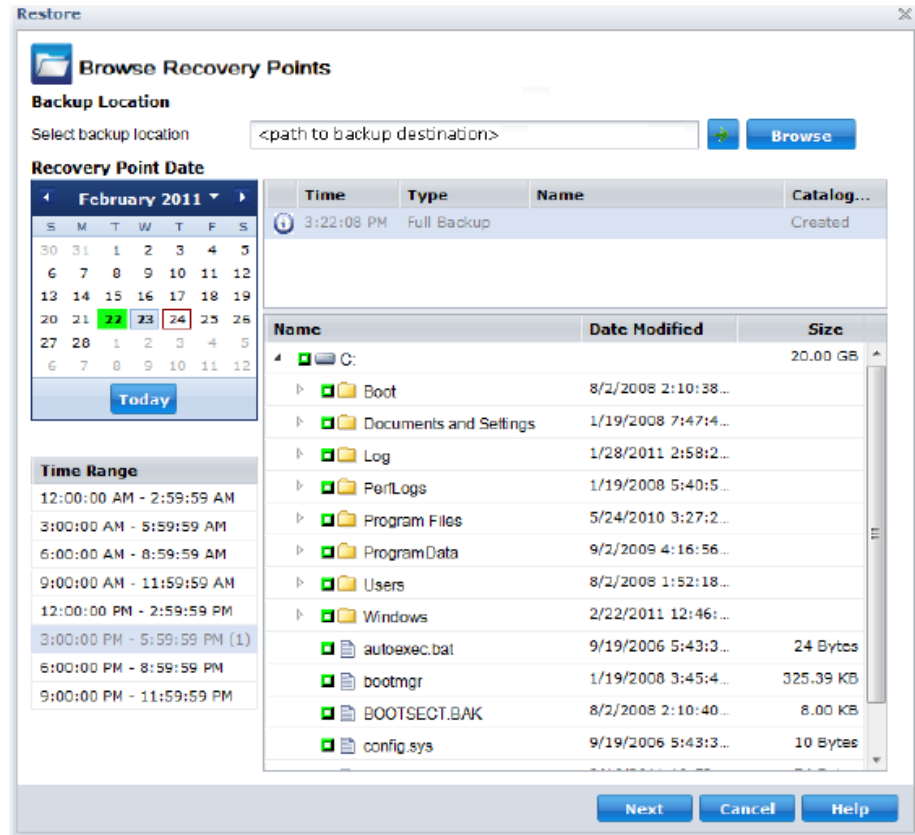 Restore
Browse Recovery Points
Backup Location
Select backup location <path to backup destination> Browse
Recovery Point Date
February 2011
S M T W T F S
30 31 1 2 3 4 5
6 7 8 9 10 11 12
13 14 15 16 17 18 19
20 21 22 23 24 25 26
27 28 1 2 3 4 5
6 7 8 9 10 11 12
Today
Time Range
12:00:00 AM - 2:59:59 AM
3:00:00 AM - 5:59:59 AM
6:00:00 AM - 8:59:59 AM
9:00:00 AM - 11:59:59 AM
12:00:00 PM - 2:59:59 PM
3:00:00 PM - 5:59:59 PM (1)
6:00:00 PM - 8:59:59 PM
9:00:00 PM - 11:59:59 PM
Time Type Name Catalog...
3:22:08 PM Full Backup Created
Name Date Modified Size
C: 20.00 GB
Boot 8/2/2008 2:10:38...
Documents and Settings 1/19/2008 7:47:4...
Log 1/28/2011 2:58:2...
PerfLogs 1/19/2008 5:40:5...
Program Files 5/24/2010 3:27:2...
ProgramData 9/2/2009 4:16:56...
Users 8/2/2008 1:52:18...
Windows 2/22/2011 12:46:...
autoexec.bat 9/19/2006 5:43:3... 24 Bytes
bootmgr 1/19/2008 3:45:4... 325.39 KB
BOOTSECT.BAK 8/2/2008 2:10:40... 8.00 KB
config.sys 9/19/2006 5:43:3... 10 Bytes
Next Cancel Help